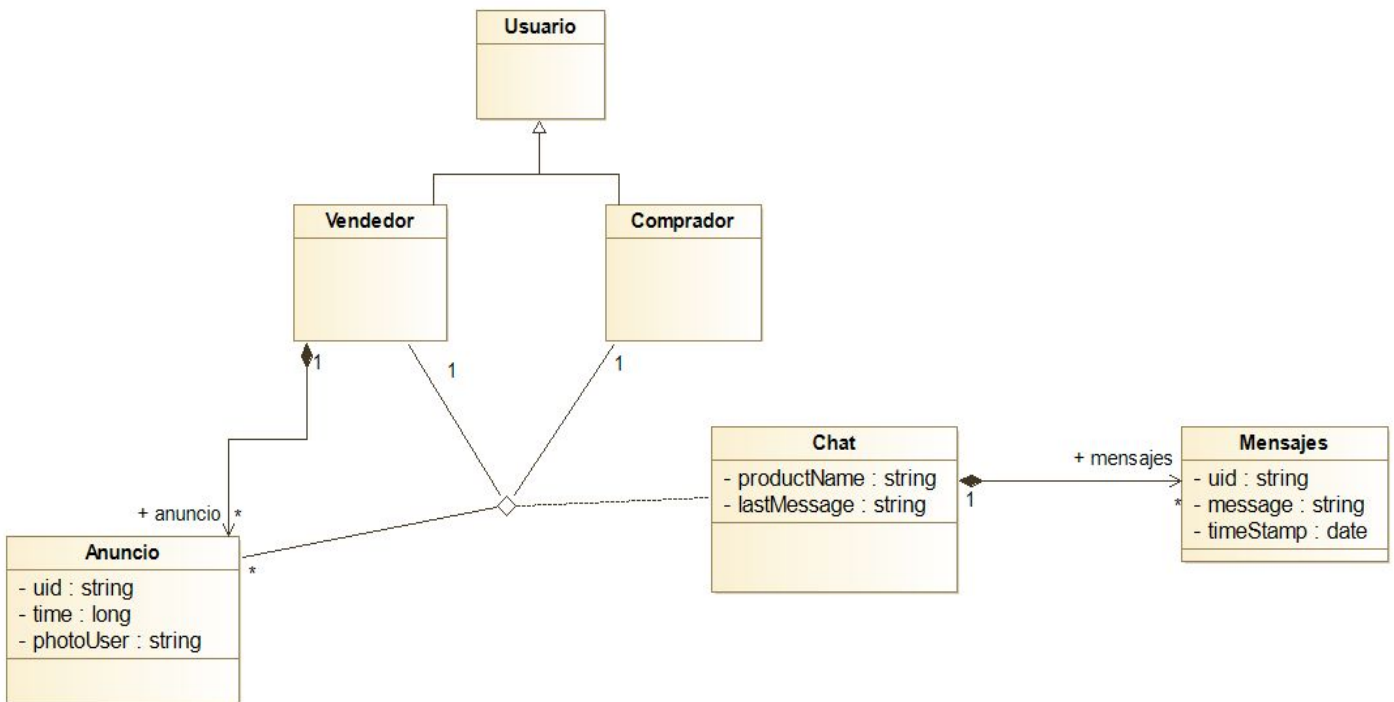 Usuario
Vendedor
Comprador
1
1
1
Chat
- productName : string
- lastMessage : string
1
+ mensajes
*
Mensajes
- uid : string
- message : string
- timeStamp : date
+ anuncio
*
Anuncio
- uid : string
- time : long
- photoUser : string
*